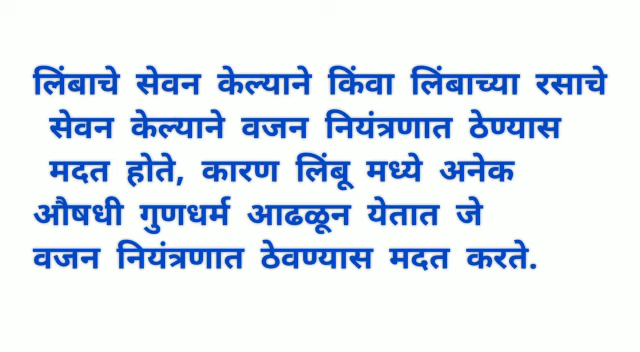 लिंबाचे सेवन केल्याने किंवा लिंबाच्या रसाचे
सेवन केल्याने वजन नियंत्रणात ठेण्यास
मदत होते, कारण लिंबू मध्ये अनेक
औषधी गुणधर्म आढळून येतात जे
वजन नियंत्रणात ठेवण्यास मदत करते.